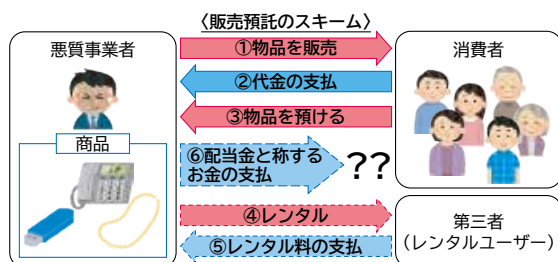 〈販売預託のスキーム〉
悪質事業者
①物品を販売
消費者
②代金の支払
③物品を預ける
商品
⑥配当金と称する
お金の支払
??
④レンタル
⑤レンタル料の支払
第三者
(レンタルユーザー)